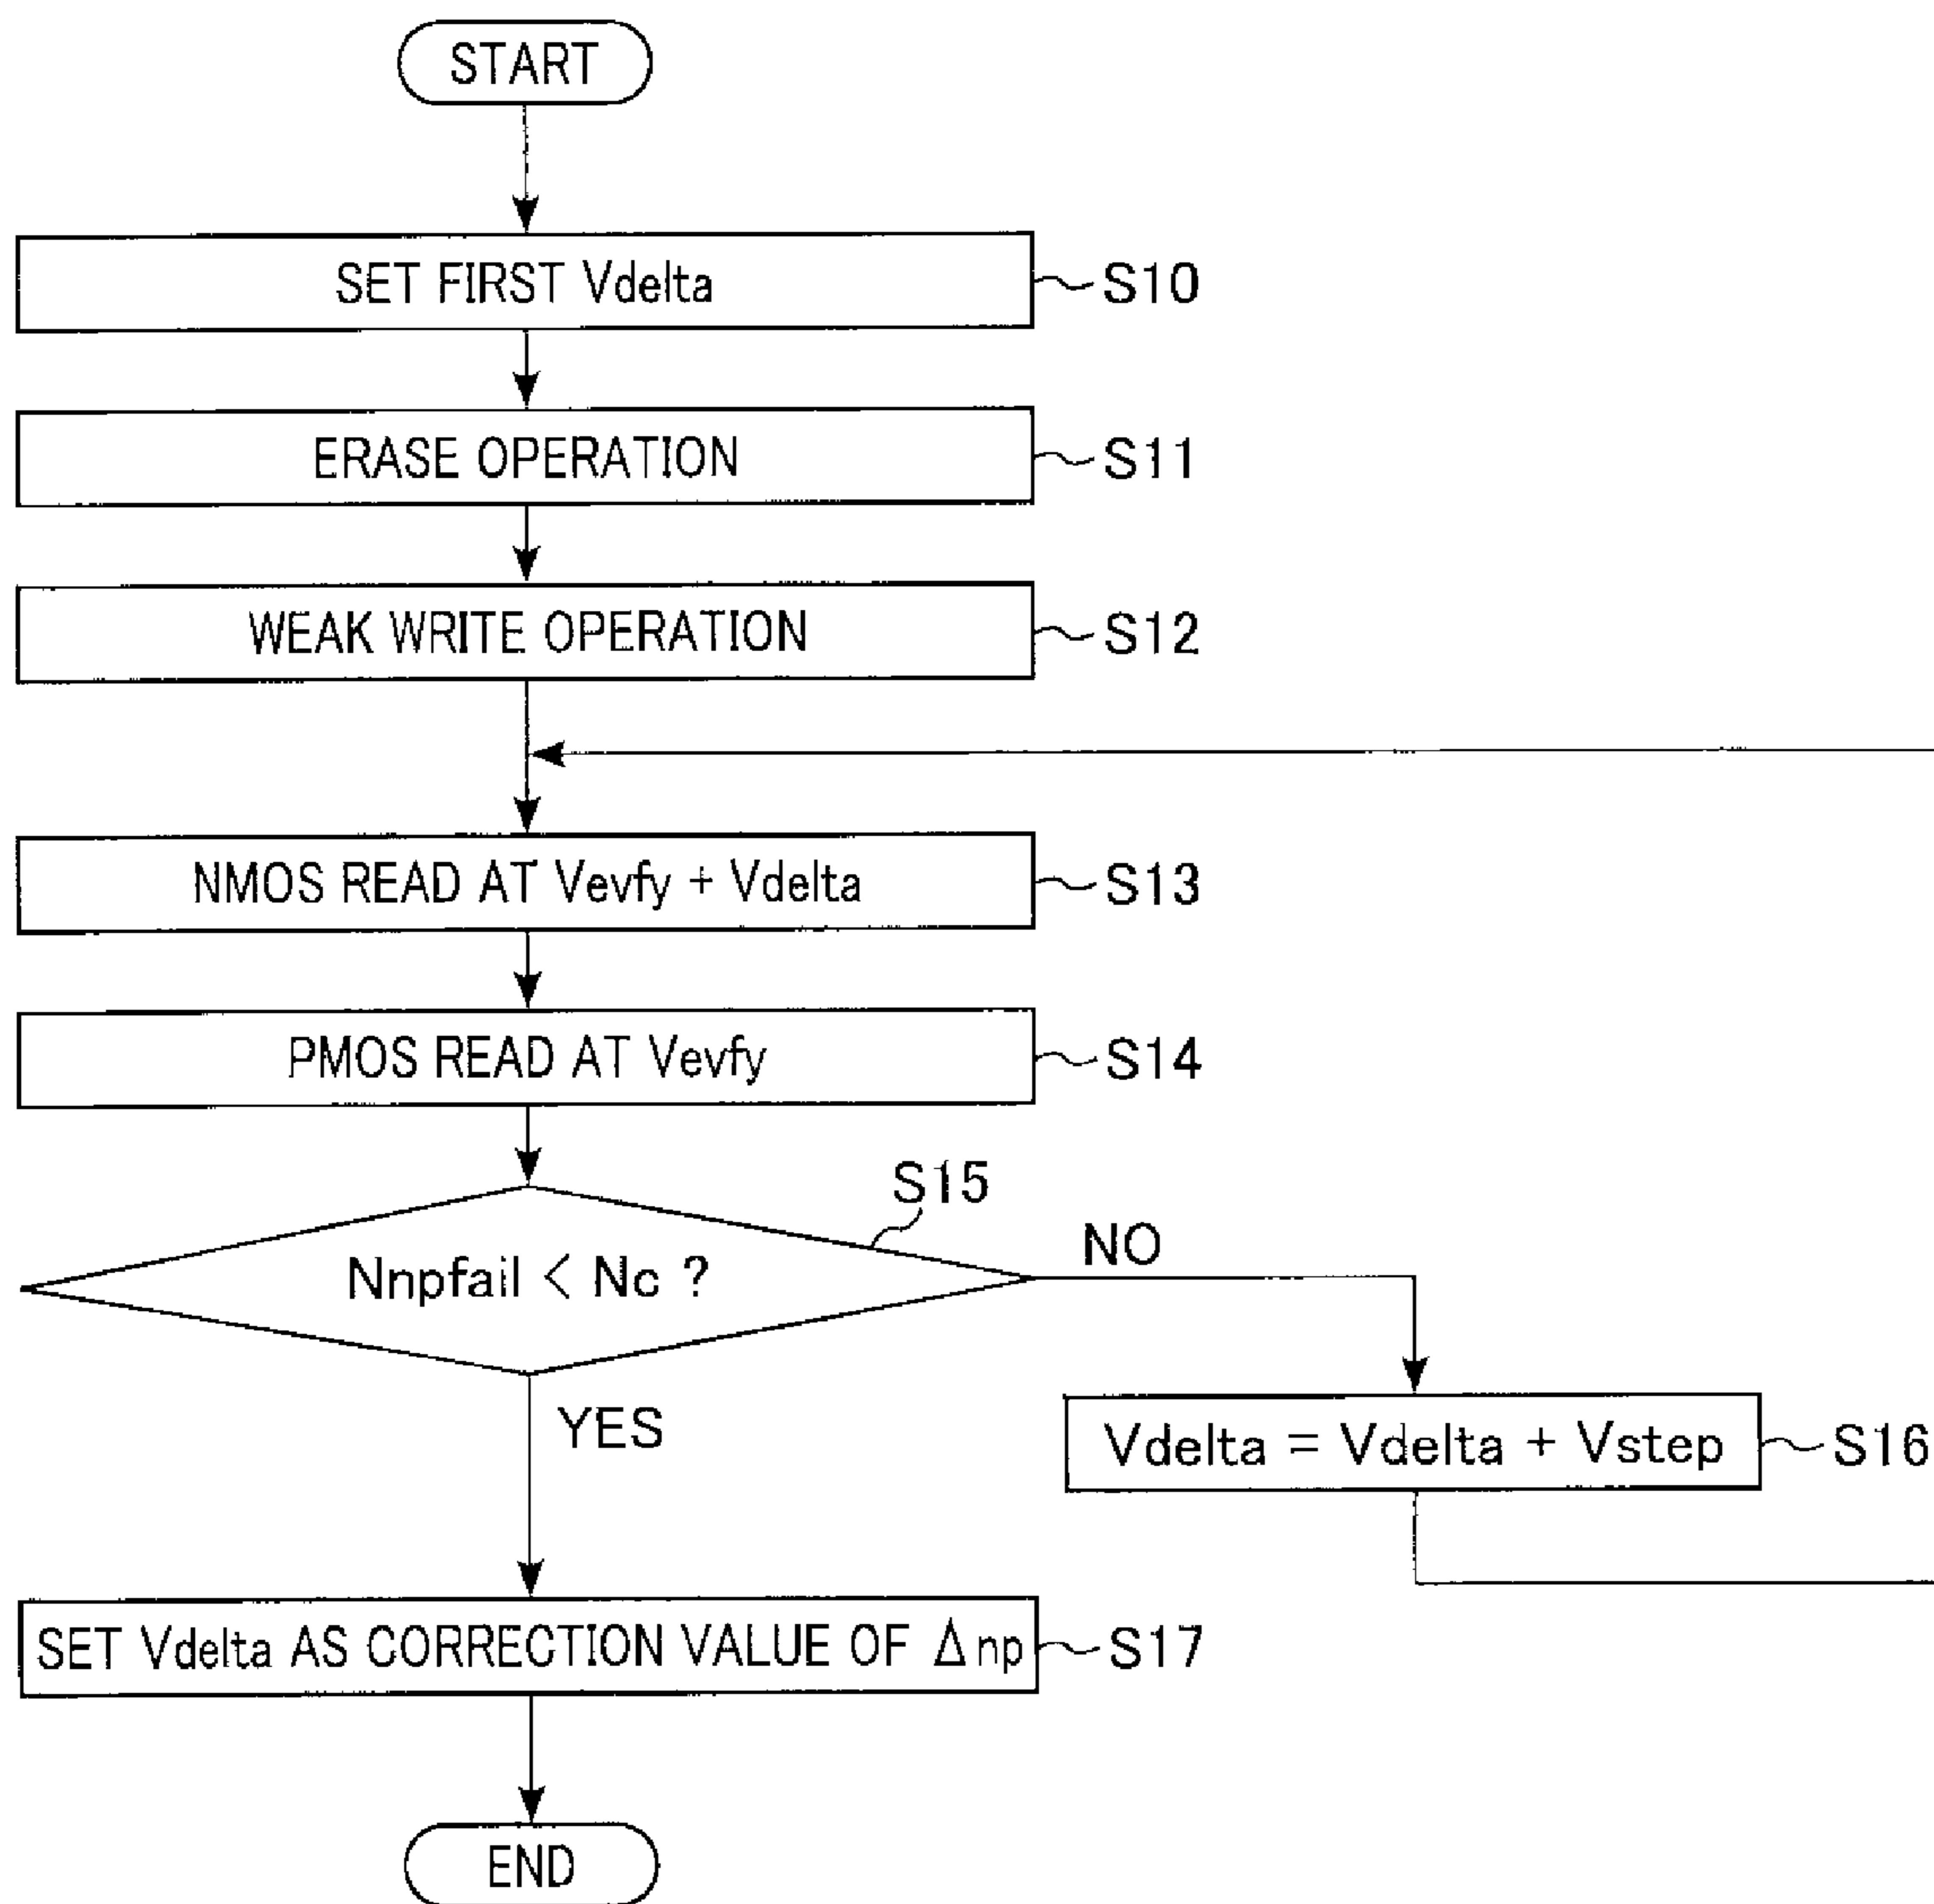 START
SET FIRST Vdelta
S10
ERASE OPERATION
S11
WEAK WRITE OPERATION
S12
NMOS READ AT Vevfy + Vdelta
S13
PMOS READ AT Vevfy
S14
S15
Nnpfail < Nc ?
NO
YES
Vdelta = Vdelta + Vstep
S16
SET Vdelta AS CORRECTION VALUE OF Δnp
S17
END